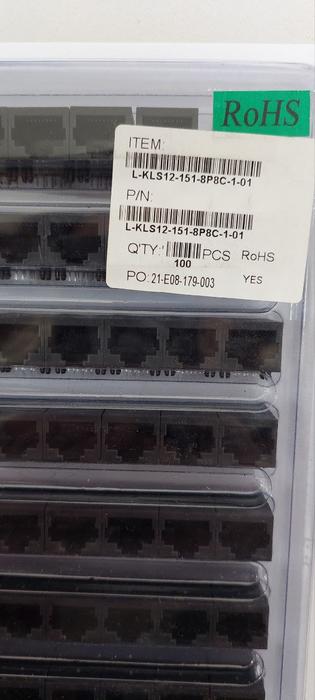 RoHS
ITEM:
L-KLS12-151-8P8C-1-01
P/N:
L-KLS12-151-8P8C-1-01
Q'TY: PCS RoHS
100
PO: 21-E08-179-003 YES